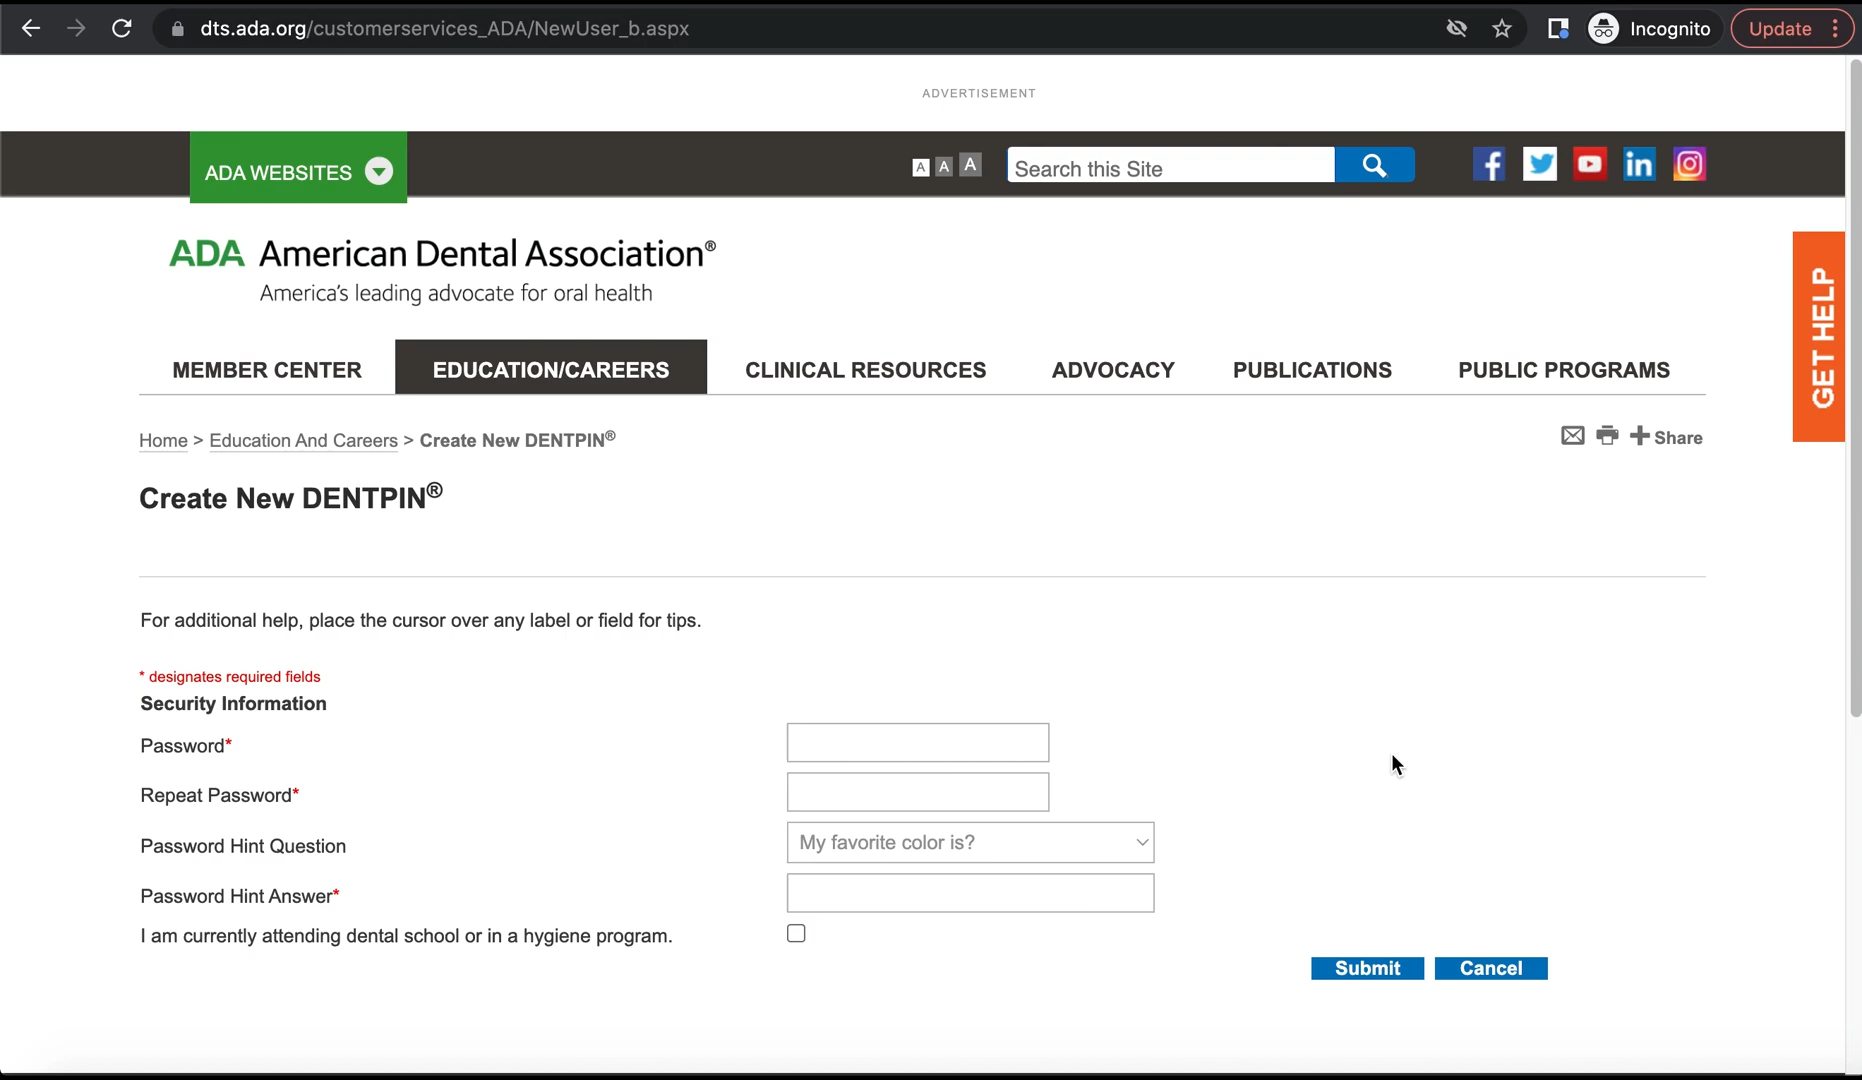 dts.ada.org/customerservices_ADA/NewUser_b.aspx
Incognito
Update
ADVERTISEMENT
ADA WEBSITES
A A A
Search this Site
ADA American Dental Association®
America's leading advocate for oral health
GET HELP
MEMBER CENTER
EDUCATION/CAREERS
CLINICAL RESOURCES
ADVOCACY
PUBLICATIONS
PUBLIC PROGRAMS
Home > Education And Careers > Create New DENTPIN®
Share
Create New DENTPIN®
For additional help, place the cursor over any label or field for tips.
* designates required fields
Security Information
Password*
Repeat Password*
Password Hint Question
My favorite color is?
Password Hint Answer*
I am currently attending dental school or in a hygiene program.
Submit
Cancel